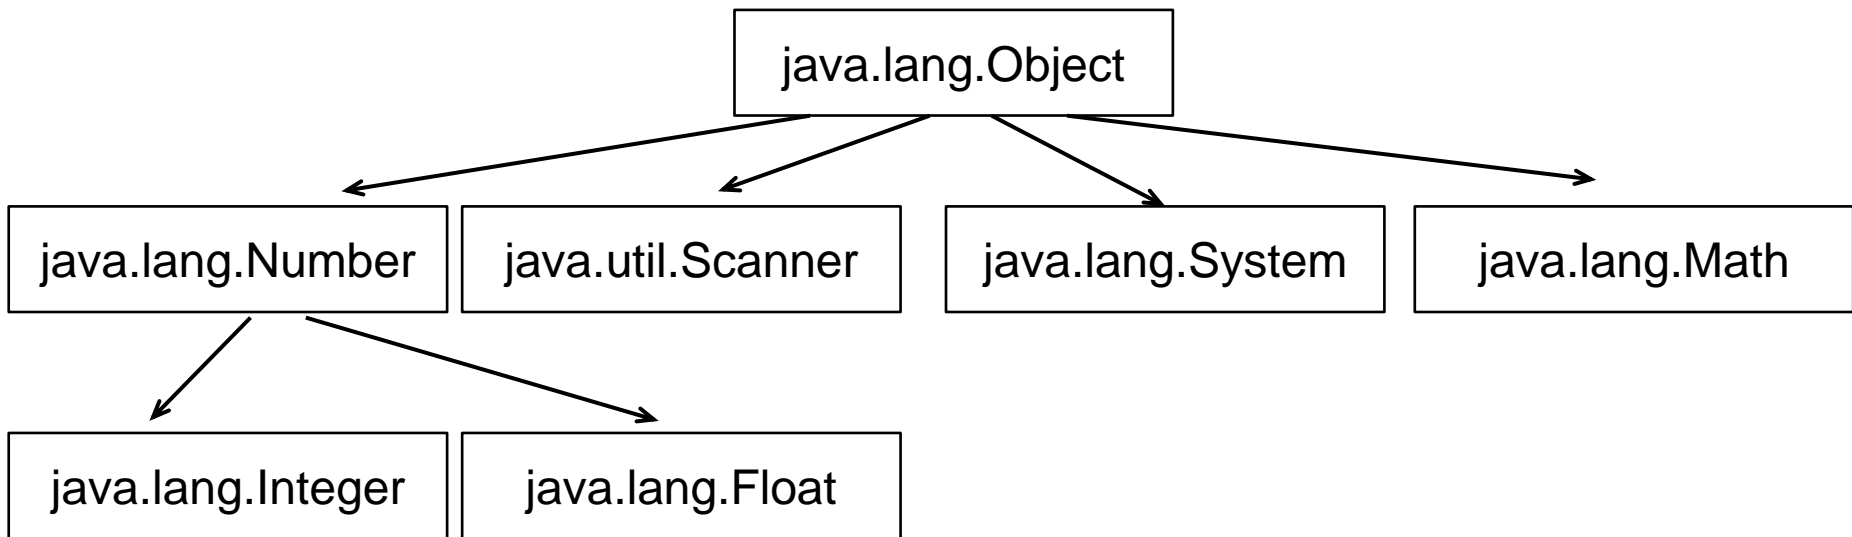 java.lang.Object
java.lang.Number
java.util.Scanner
java.lang.System
java.lang.Math
java.lang.Integer
java.lang.Float